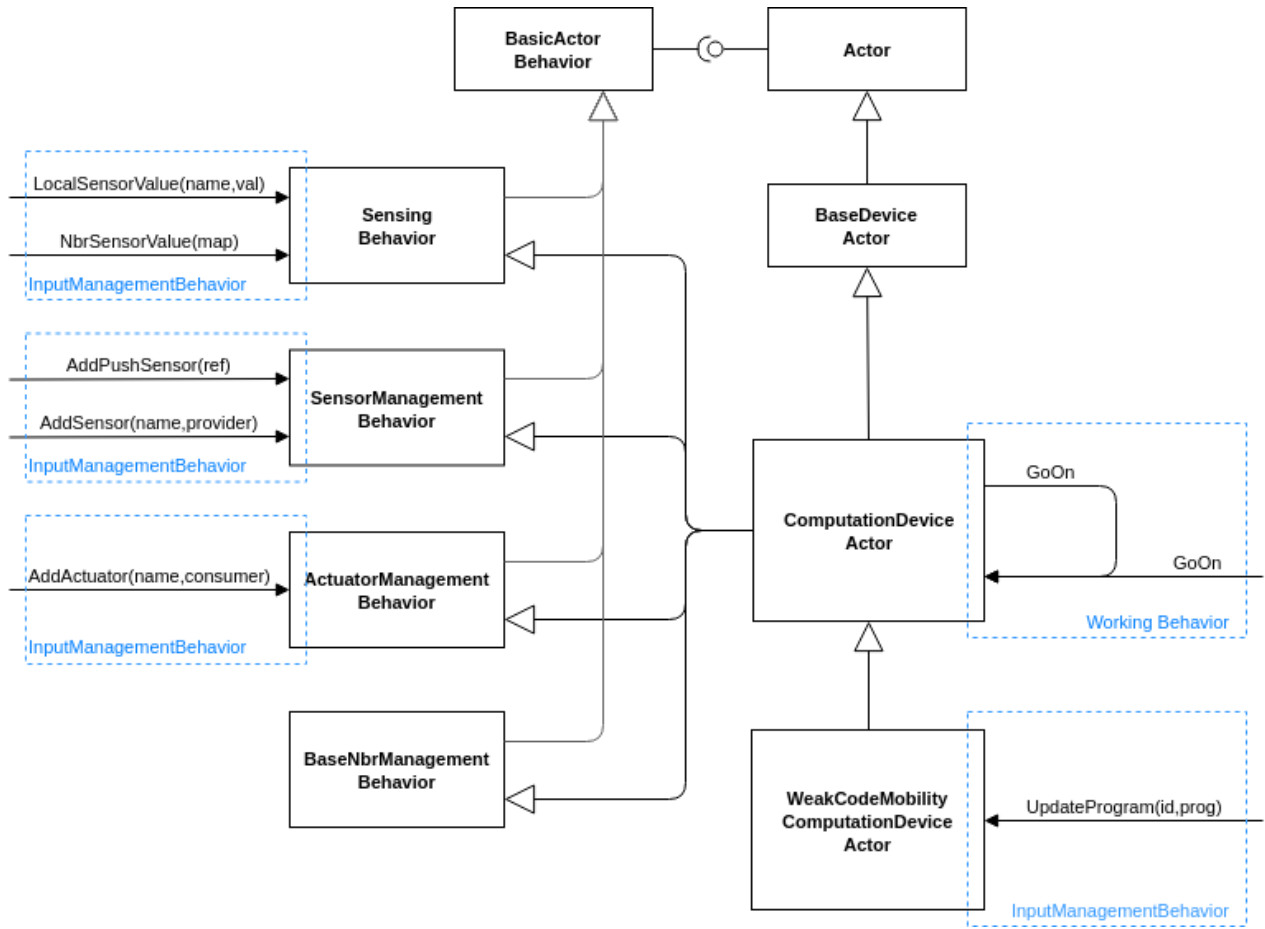 BasicActor
Behavior
Actor
LocalSensorValue(name,val)
NbrSensorValue(map)
InputManagementBehavior
Sensing
Behavior
BaseDevice
Actor
AddPushSensor(ref)
AddSensor(name,provider)
InputManagementBehavior
SensorManagement
Behavior
AddActuator(name,consumer)
InputManagementBehavior
ActuatorManagement
Behavior
ComputationDevice
Actor
GoOn
GoOn
Working Behavior
BaseNbrManagement
Behavior
WeakCodeMobility
ComputationDevice
Actor
UpdateProgram(id,prog)
InputManagementBehavior